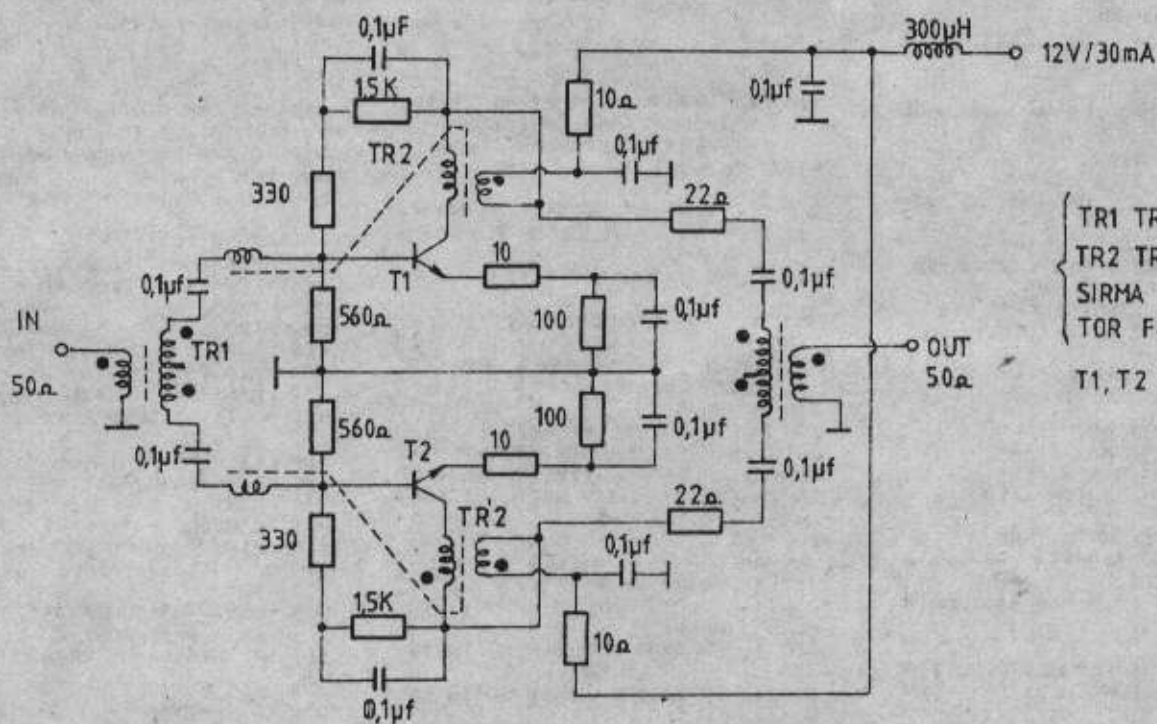 0,1µF
1,5K
TR2
330
300µH
12V/30mA
0,1µf
10Ω
0,1µf
22Ω
T1
10
0,1µf
560Ω
100
0,1µf
0,1µf
IN
50Ω
TR1
OUT
50Ω
560Ω
100
0,1µf
0,1µf
T2
10
0,1µf
22Ω
330
TR'2
0,1µf
1,5K
10Ω
0,1µf
TR1 TR
TR2 TR
SIRMA
TOR F
T1, T2